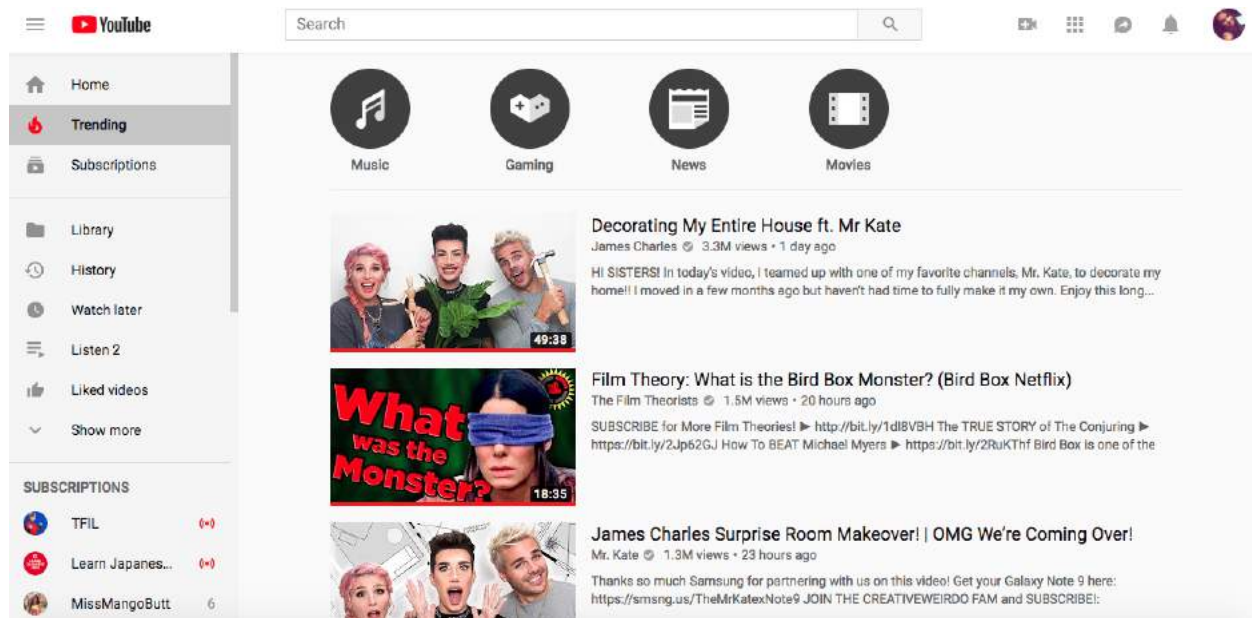 YouTube
Search
Home
Trending
Subscriptions
Library
History
Watch later
Listen 2
Liked videos
Show more
SUBSCRIPTIONS
TFIL
Learn Japanes...
MissMangoButt 6
Music Gaming News Movies
Decorating My Entire House ft. Mr Kate
James Charles 3.3M views • 1 day ago
HI SISTERS! In today's video, I teamed up with one of my favorite channels, Mr. Kate, to decorate my
home!! I moved in a few months ago but haven't had time to fully make it my own. Enjoy this long...
49:38
What
was the
Monster?
18:35
Film Theory: What is the Bird Box Monster? (Bird Box Netflix)
The Film Theorists 1.5M views • 20 hours ago
SUBSCRIBE for More Film Theories! ► http://bit.ly/1dI8VBH The TRUE STORY of The Conjuring ►
https://bit.ly/2Jp62GJ How To BEAT Michael Myers ► https://bit.ly/2RuKThf Bird Box is one of the
James Charles Surprise Room Makeover! | OMG We're Coming Over!
Mr. Kate 1.3M views • 23 hours ago
Thanks so much Samsung for partnering with us on this video! Get your Galaxy Note 9 here:
https://smsng.us/TheMrKatexNote9 JOIN THE CREATIVEWEIRDO FAM and SUBSCRIBE!: